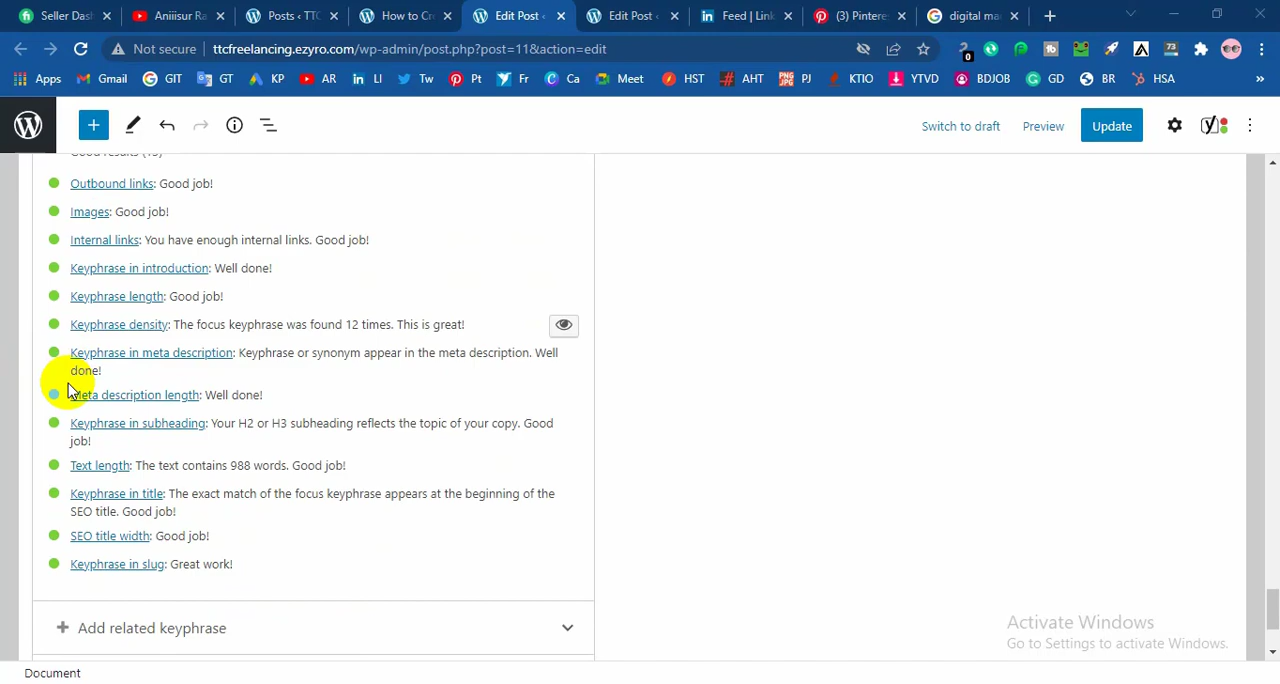 Seller Dash
Aniiisur Ra
Posts ‹ TTC
How to Cr
Edit Post ‹
Edit Post ‹
Feed | Link
(3) Pintere
digital ma
Not secure
ttcfreelancing.ezyro.com/wp-admin/post.php?post=11&action=edit
0
73
Apps
Gmail
GIT
GT
KP
AR
LI
Tw
Pt
Fr
Ca
Meet
HST
AHT
PJ
KTIO
YTVD
BDJOB
GD
BR
HSA
»
Switch to draft
Preview
Update
Outbound links: Good job!
Images: Good job!
Internal links: You have enough internal links. Good job!
Keyphrase in introduction: Well done!
Keyphrase length: Good job!
Keyphrase density: The focus keyphrase was found 12 times. This is great!
Keyphrase in meta description: Keyphrase or synonym appear in the meta description. Well
done!
Meta description length: Well done!
Keyphrase in subheading: Your H2 or H3 subheading reflects the topic of your copy. Good
job!
Text length: The text contains 988 words. Good job!
Keyphrase in title: The exact match of the focus keyphrase appears at the beginning of the
SEO title. Good job!
SEO title width: Good job!
Keyphrase in slug: Great work!
Add related keyphrase
Activate Windows
Go to Settings to activate Windows.
Document